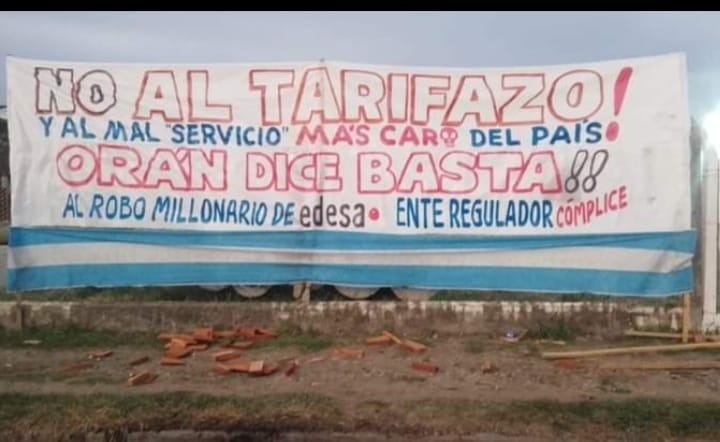 NO AL TARIFAZO!
Y AL MAL "SERVICIO" MÁS CARO DEL PAÍS.
ORÁN DICE BASTA!!
AL ROBO MILLONARIO DE edesa. ENTE REGULADOR CÓMPLICE